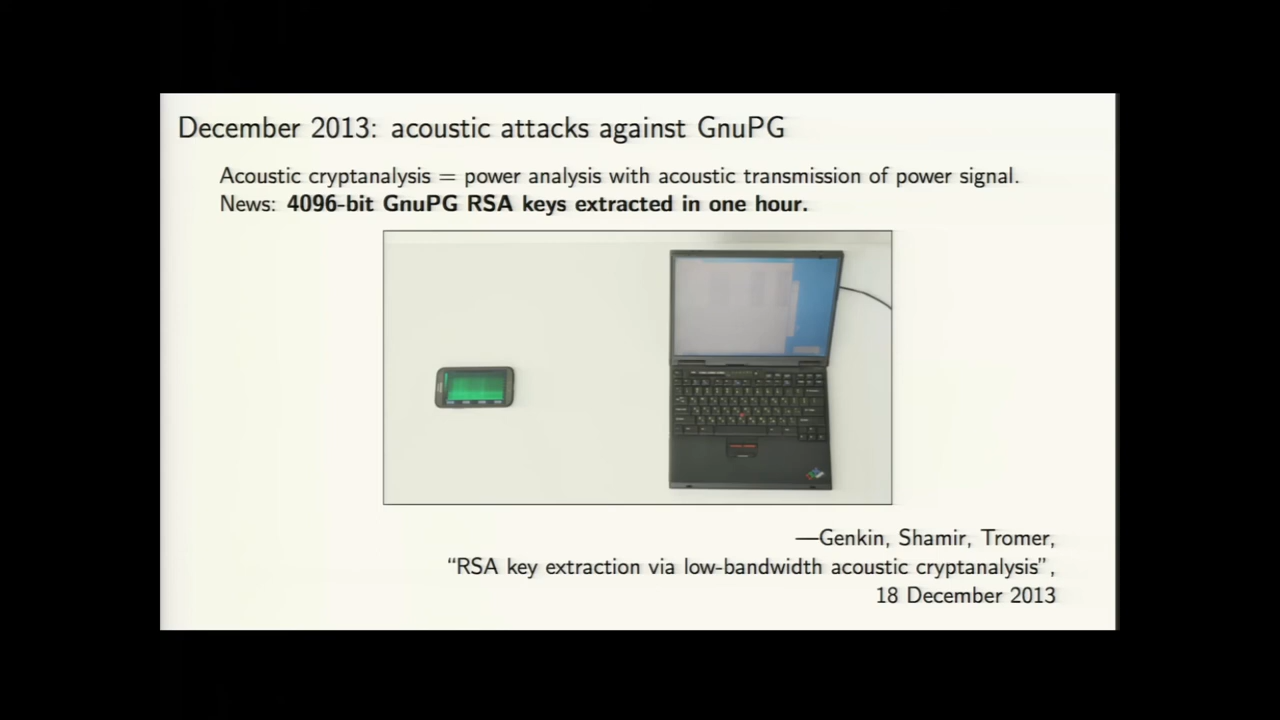 December 2013: acoustic attacks against GnuPG
Acoustic cryptanalysis = power analysis with acoustic transmission of power signal.
News: 4096-bit GnuPG RSA keys extracted in one hour.
—Genkin, Shamir, Tromer,
“RSA key extraction via low-bandwidth acoustic cryptanalysis”,
18 December 2013